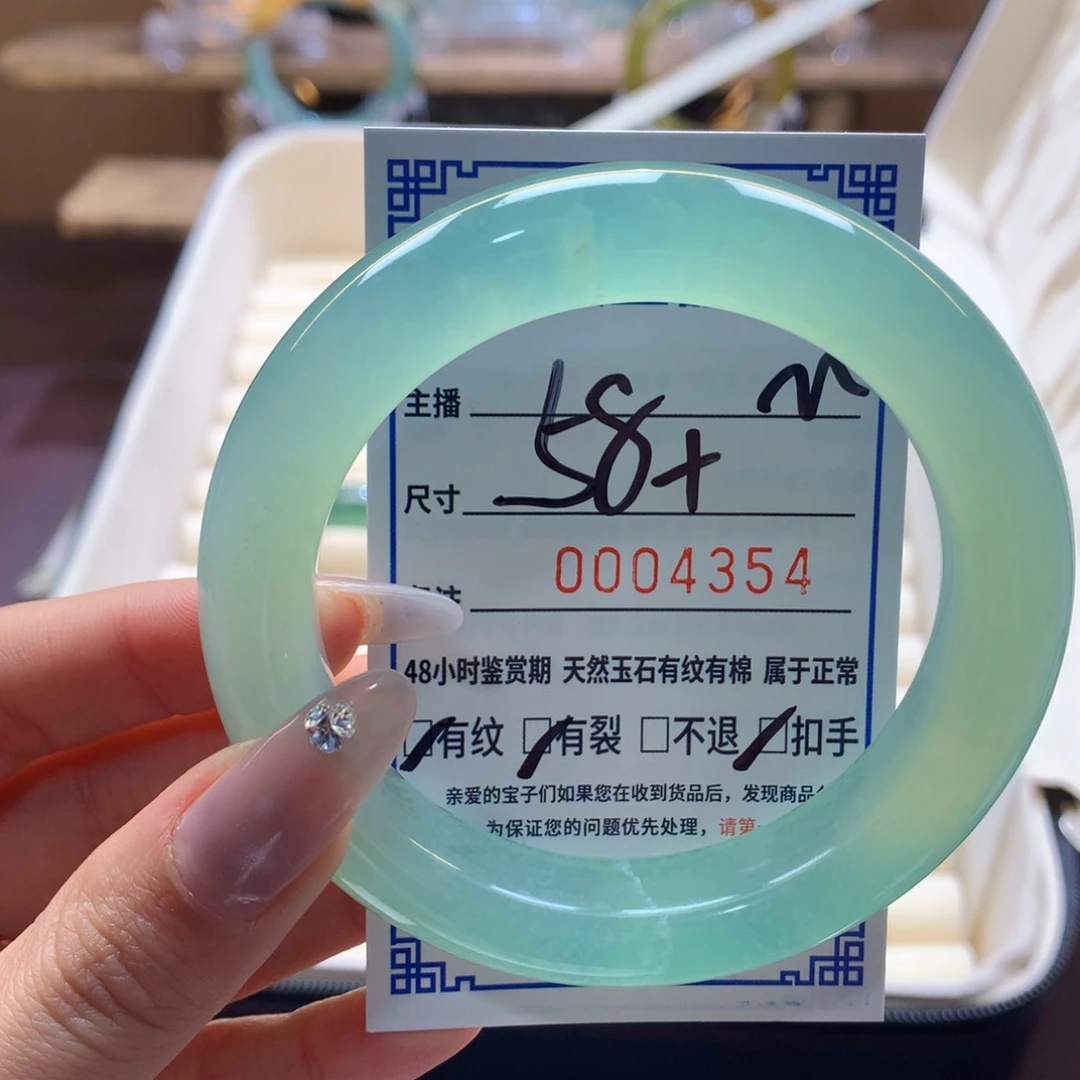 主播
尺寸 58+
0004354
48小时鉴赏期 天然玉石有纹有棉 属于正常
□有纹 □有裂 □不退 □扣手
亲爱的宝子们如果您在收到货品后，发现商品
为保证您的问题优先处理，请第一